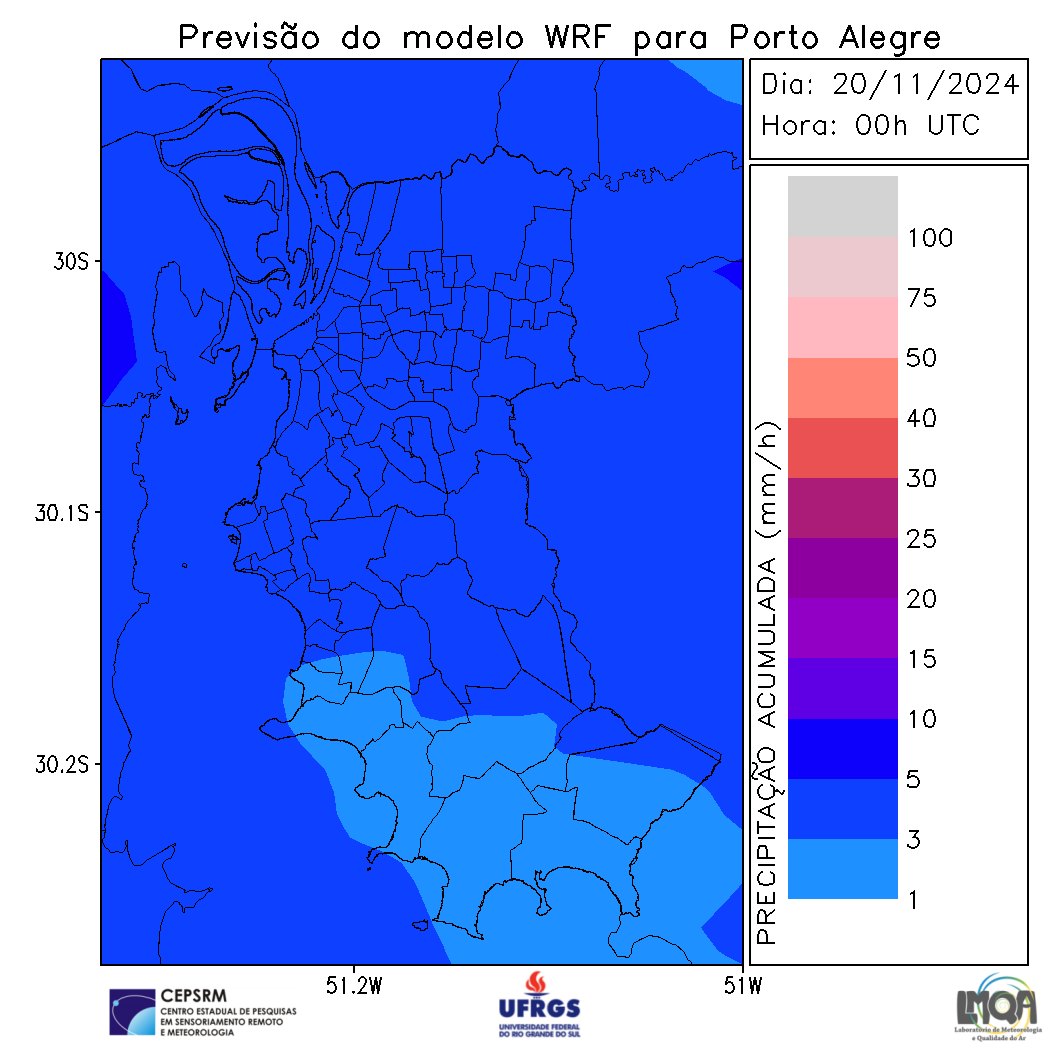 Previsão do modelo WRF para Porto Alegre
Dia: 20/11/2024
Hora: 00h UTC
30S
30.1S
30.2S
51.2W
51W
PRECIPITAÇÃO ACUMULADA (mm/h)
100
75
50
40
30
25
20
15
10
5
3
1
CEPSRM
CENTRO ESTADUAL DE PESQUISAS
EM SENSORIAMENTO REMOTO
E METEOROLOGIA
UFRGS
UNIVERSIDADE FEDERAL
DO RIO GRANDE DO SUL
LMQA
Laboratório de Meteorologia
e Qualidade do Ar